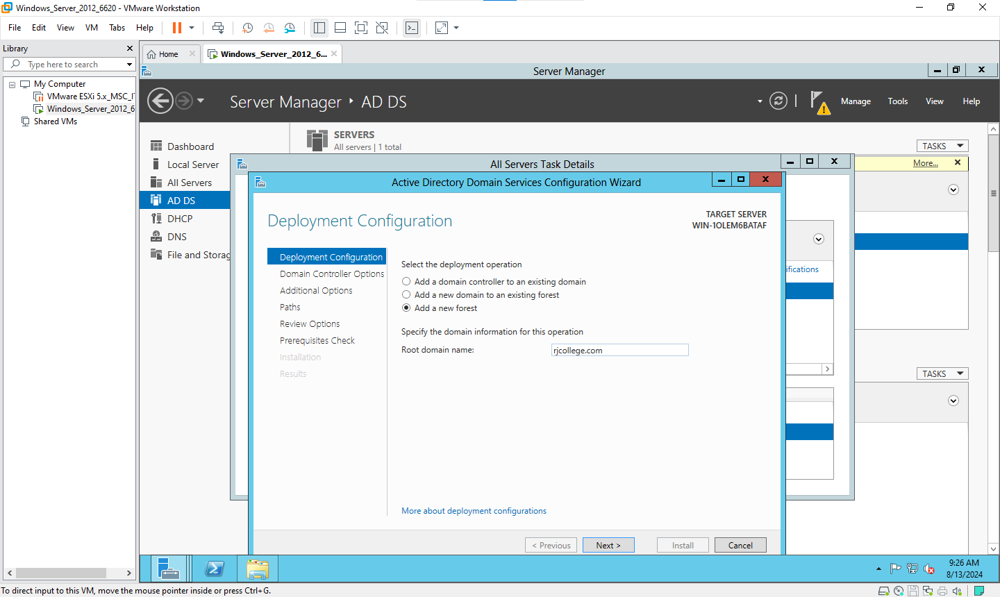 Windows_Server_2012_6620 - VMware Workstation
File Edit View VM Tabs Help
Library
Type here to search
My Computer
VMware ESXi 5.x_MSC_I
Windows_Server_2012_6
Shared VMs
Home
Windows_Server_2012_6...
Server Manager
Server Manager AD DS
Manage Tools View Help
Dashboard
Local Server
All Servers
AD DS
DHCP
DNS
File and Storag
SERVERS
All servers | 1 total
TASKS
More...
All Servers Task Details
ifications
TASKS
Active Directory Domain Services Configuration Wizard
Deployment Configuration
TARGET SERVER
WIN-1OLEM6BATAF
Deployment Configuration
Domain Controller Options
Additional Options
Paths
Review Options
Prerequisites Check
Installation
Results
Select the deployment operation
Add a domain controller to an existing domain
Add a new domain to an existing forest
Add a new forest
Specify the domain information for this operation
Root domain name:
rjcollege.com
More about deployment configurations
< Previous
Next >
Install
Cancel
9:26 AM
8/13/2024
To direct input to this VM, move the mouse pointer inside or press Ctrl+G.